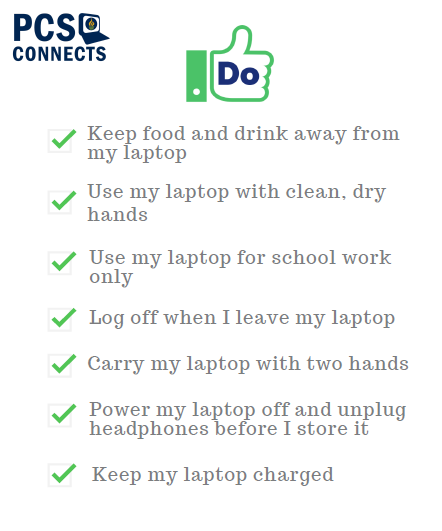 PCS
CONNECTS
Do
Keep food and drink away from
my laptop
Use my laptop with clean, dry
hands
Use my laptop for school work
only
Log off when I leave my laptop
Carry my laptop with two hands
Power my laptop off and unplug
headphones before I store it
Keep my laptop charged